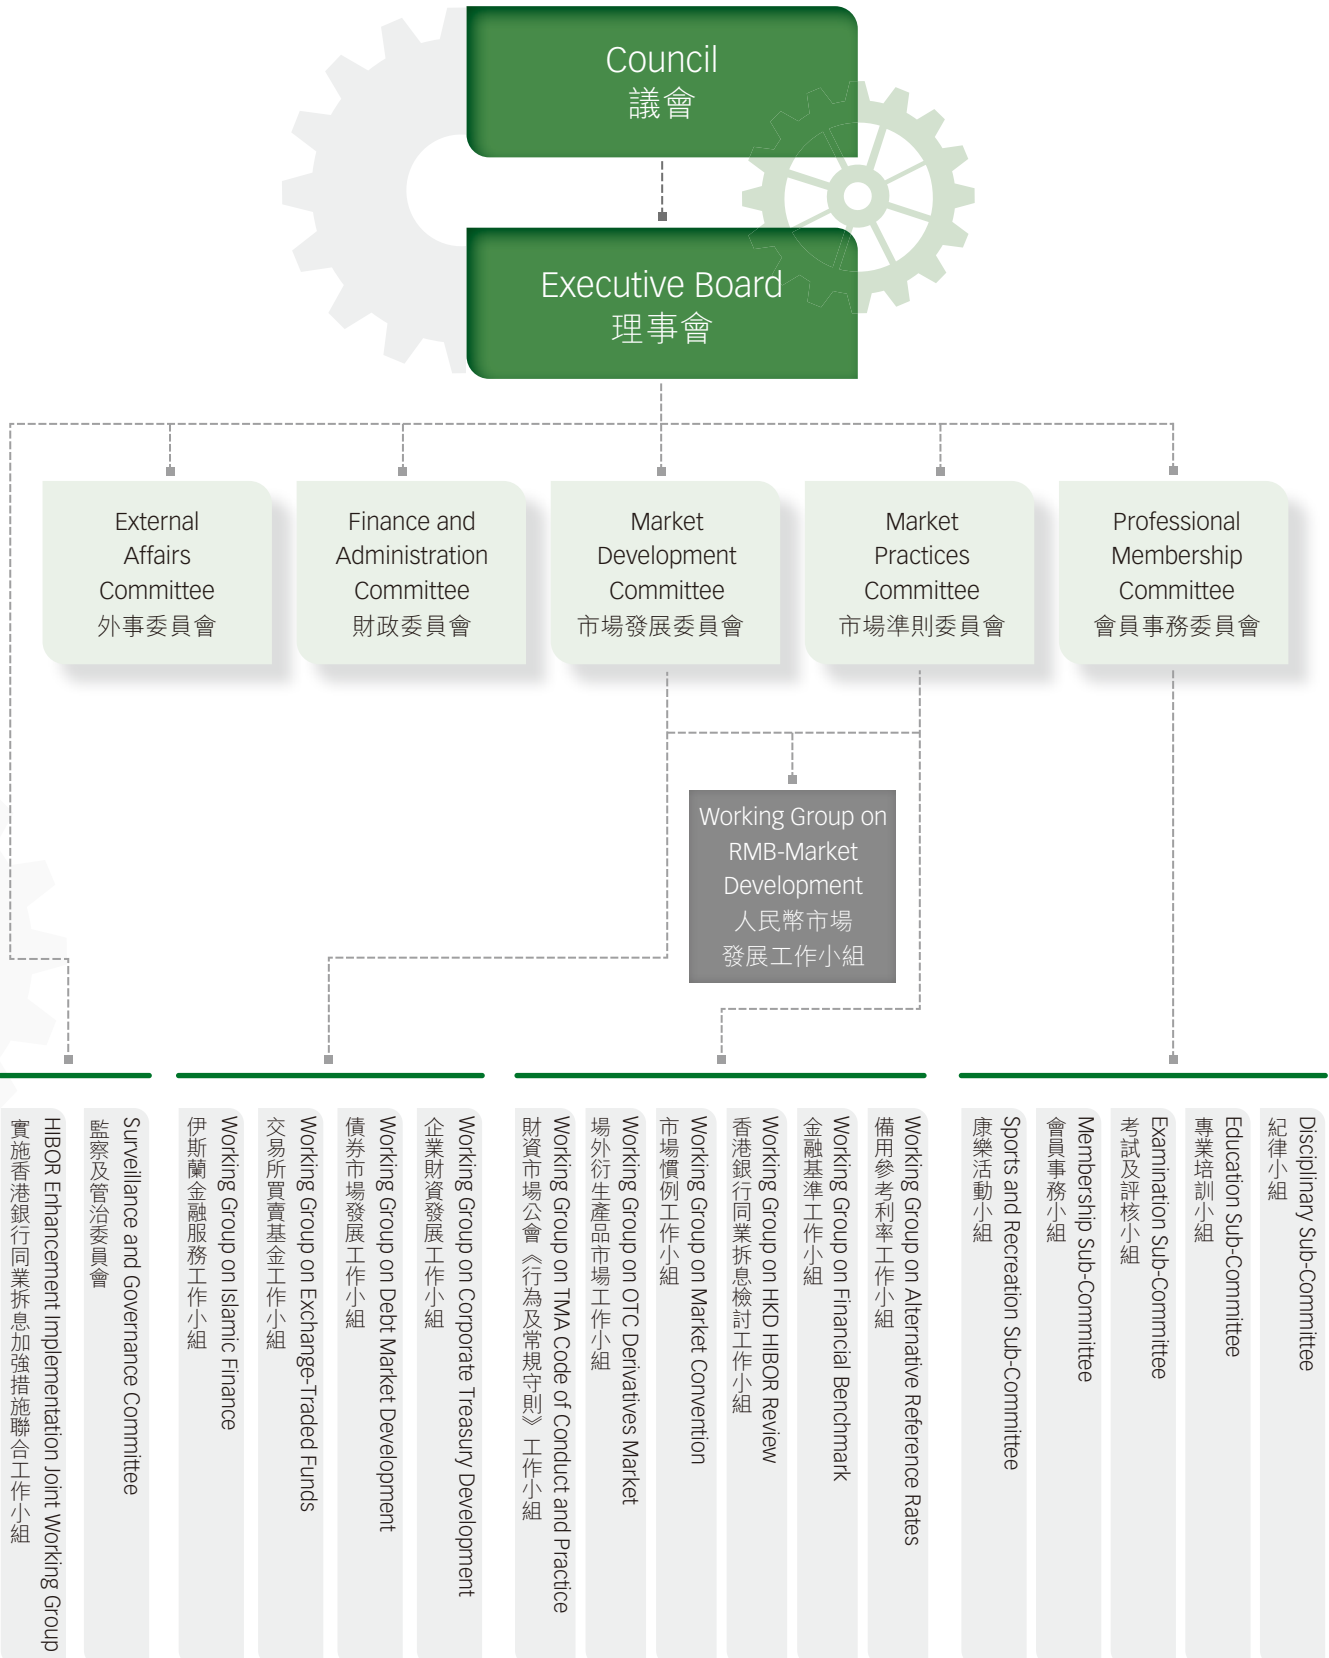 Council
議會
Executive Board
理事會
External
Affairs
Committee
外事委員會
Finance and
Administration
Committee
財政委員會
Market
Development
Committee
市場發展委員會
Market
Practices
Committee
市場準則委員會
Professional
Membership
Committee
會員事務委員會
Working Group on
RMB-Market
Development
人民幣市場
發展工作小組
HIBOR Enhancement Implementation Joint Working Group
實施香港銀行同業拆息加強措施聯合工作小組
Surveillance and Governance Committee
監察及管治委員會
Working Group on Islamic Finance
伊斯蘭金融服務工作小組
Working Group on Exchange-Traded Funds
交易所買賣基金工作小組
Working Group on Debt Market Development
債券市場發展工作小組
Working Group on Corporate Treasury Development
企業財資發展工作小組
Working Group on TMA Code of Conduct and Practice
財資市場公會《行為及常規守則》工作小組
Working Group on OTC Derivatives Market
場外衍生產品市場工作小組
Working Group on Market Convention
市場慣例工作小組
Working Group on HKD HIBOR Review
香港銀行同業拆息檢討工作小組
Working Group on Financial Benchmark
金融基準工作小組
Working Group on Alternative Reference Rates
備用參考利率工作小組
Sports and Recreation Sub-Committee
康樂活動小組
Membership Sub-Committee
會員事務小組
Examination Sub-Committee
考試及評核小組
Education Sub-Committee
專業培訓小組
Disciplinary Sub-Committee
紀律小組